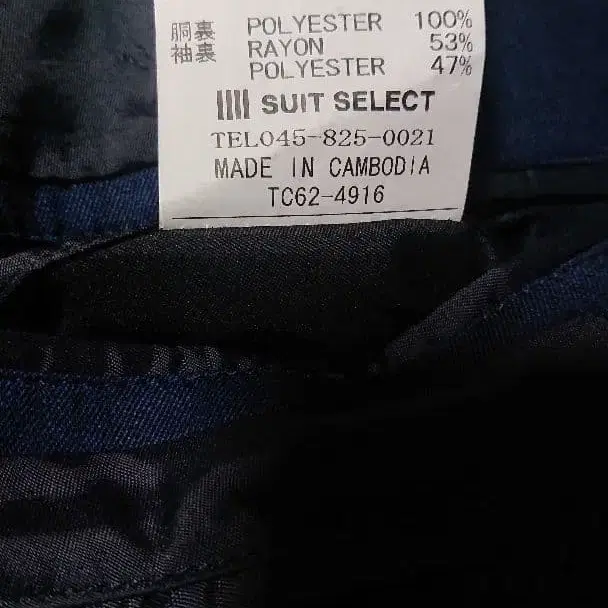 胴裏 POLYESTER 100%
袖裏 RAYON 53%
POLYESTER 47%
SUIT SELECT
TEL045-825-0021
MADE IN CAMBODIA
TC62-4916